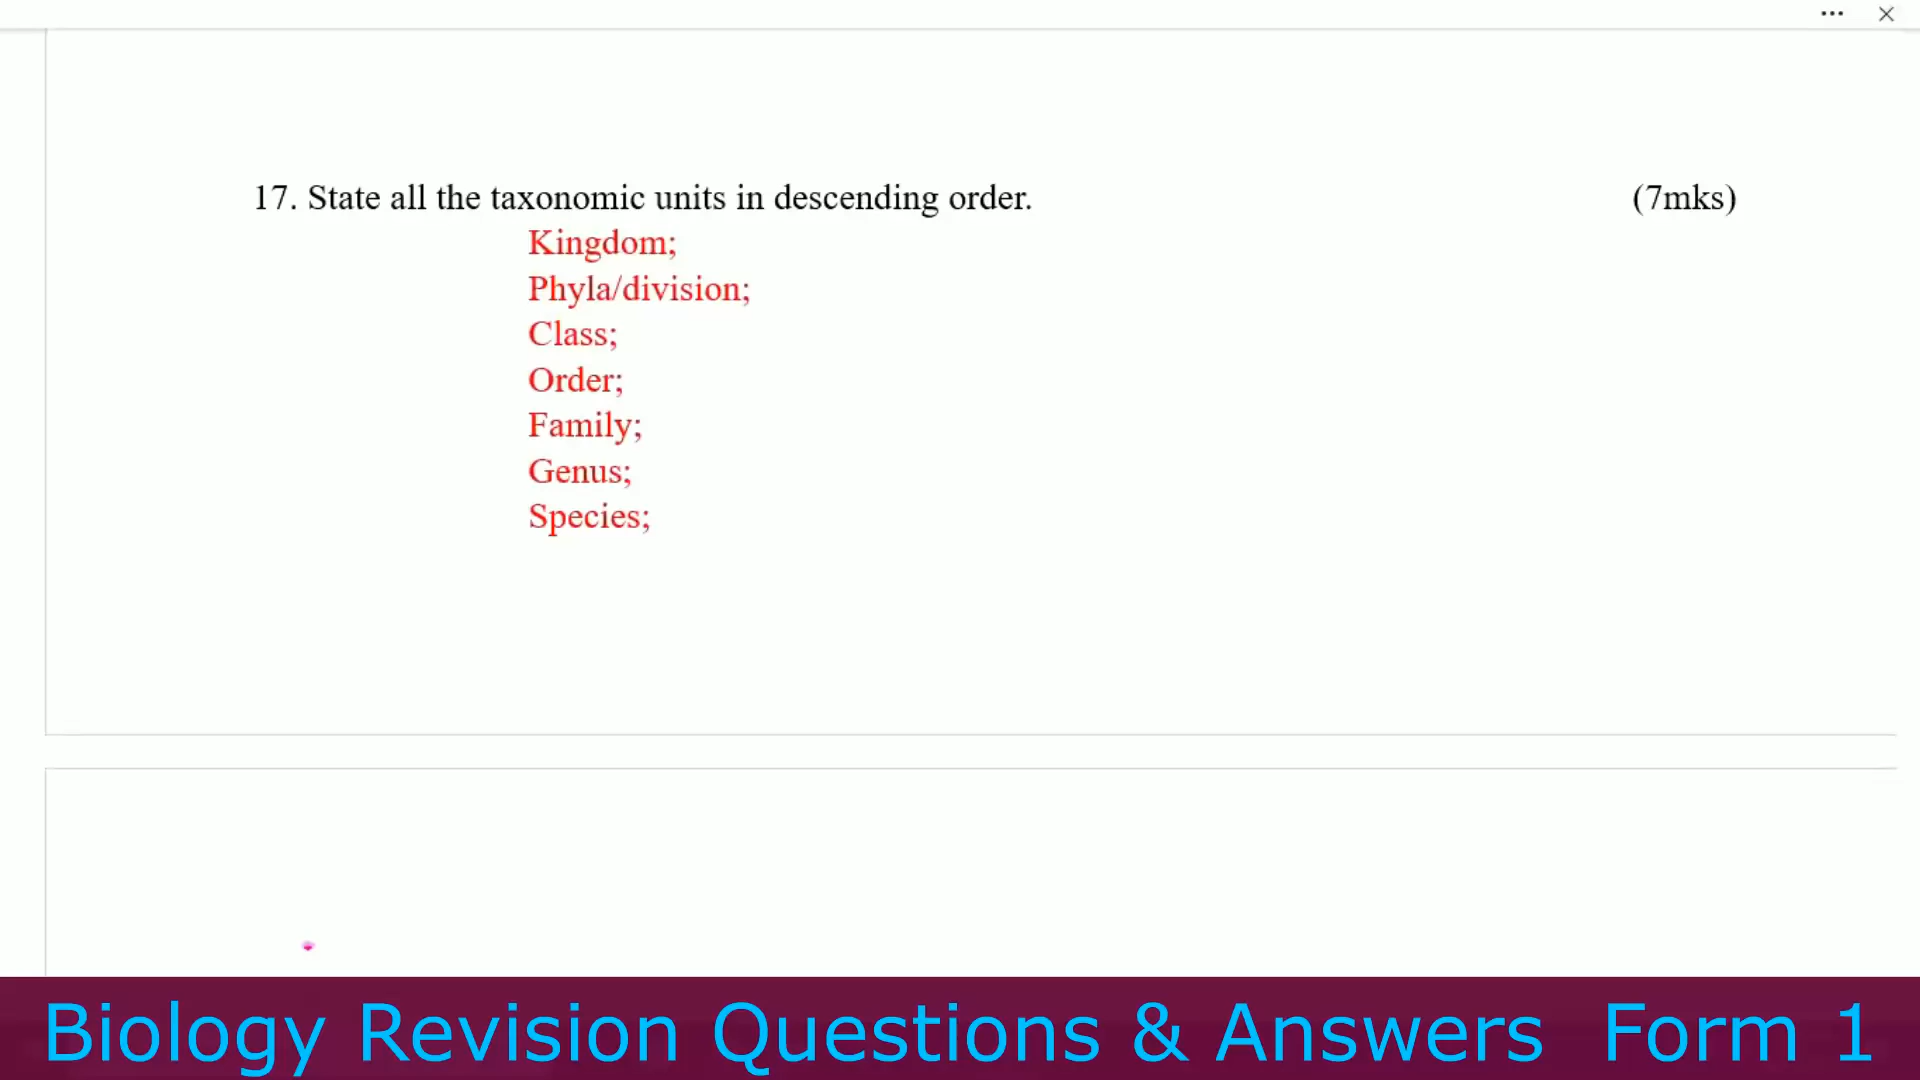 17. State all the taxonomic units in descending order. (7mks)
Kingdom;
Phyla/division;
Class;
Order;
Family;
Genus;
Species;
Biology Revision Questions & Answers Form 1